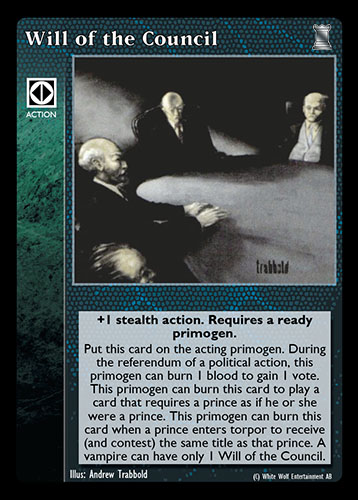 Will of the Council
ACTION
trabbold
+1 stealth action. Requires a ready
primogen.
Put this card on the acting primogen. During
the referendum of a political action, this
primogen can burn 1 blood to gain 1 vote.
This primogen can burn this card to play a
card that requires a prince as if he or she
were a prince. This primogen can burn this
card when a prince enters torpor to receive
(and contest) the same title as that prince. A
vampire can have only 1 Will of the Council.
Illus: Andrew Trabbold
(C) White Wolf Entertainment AB